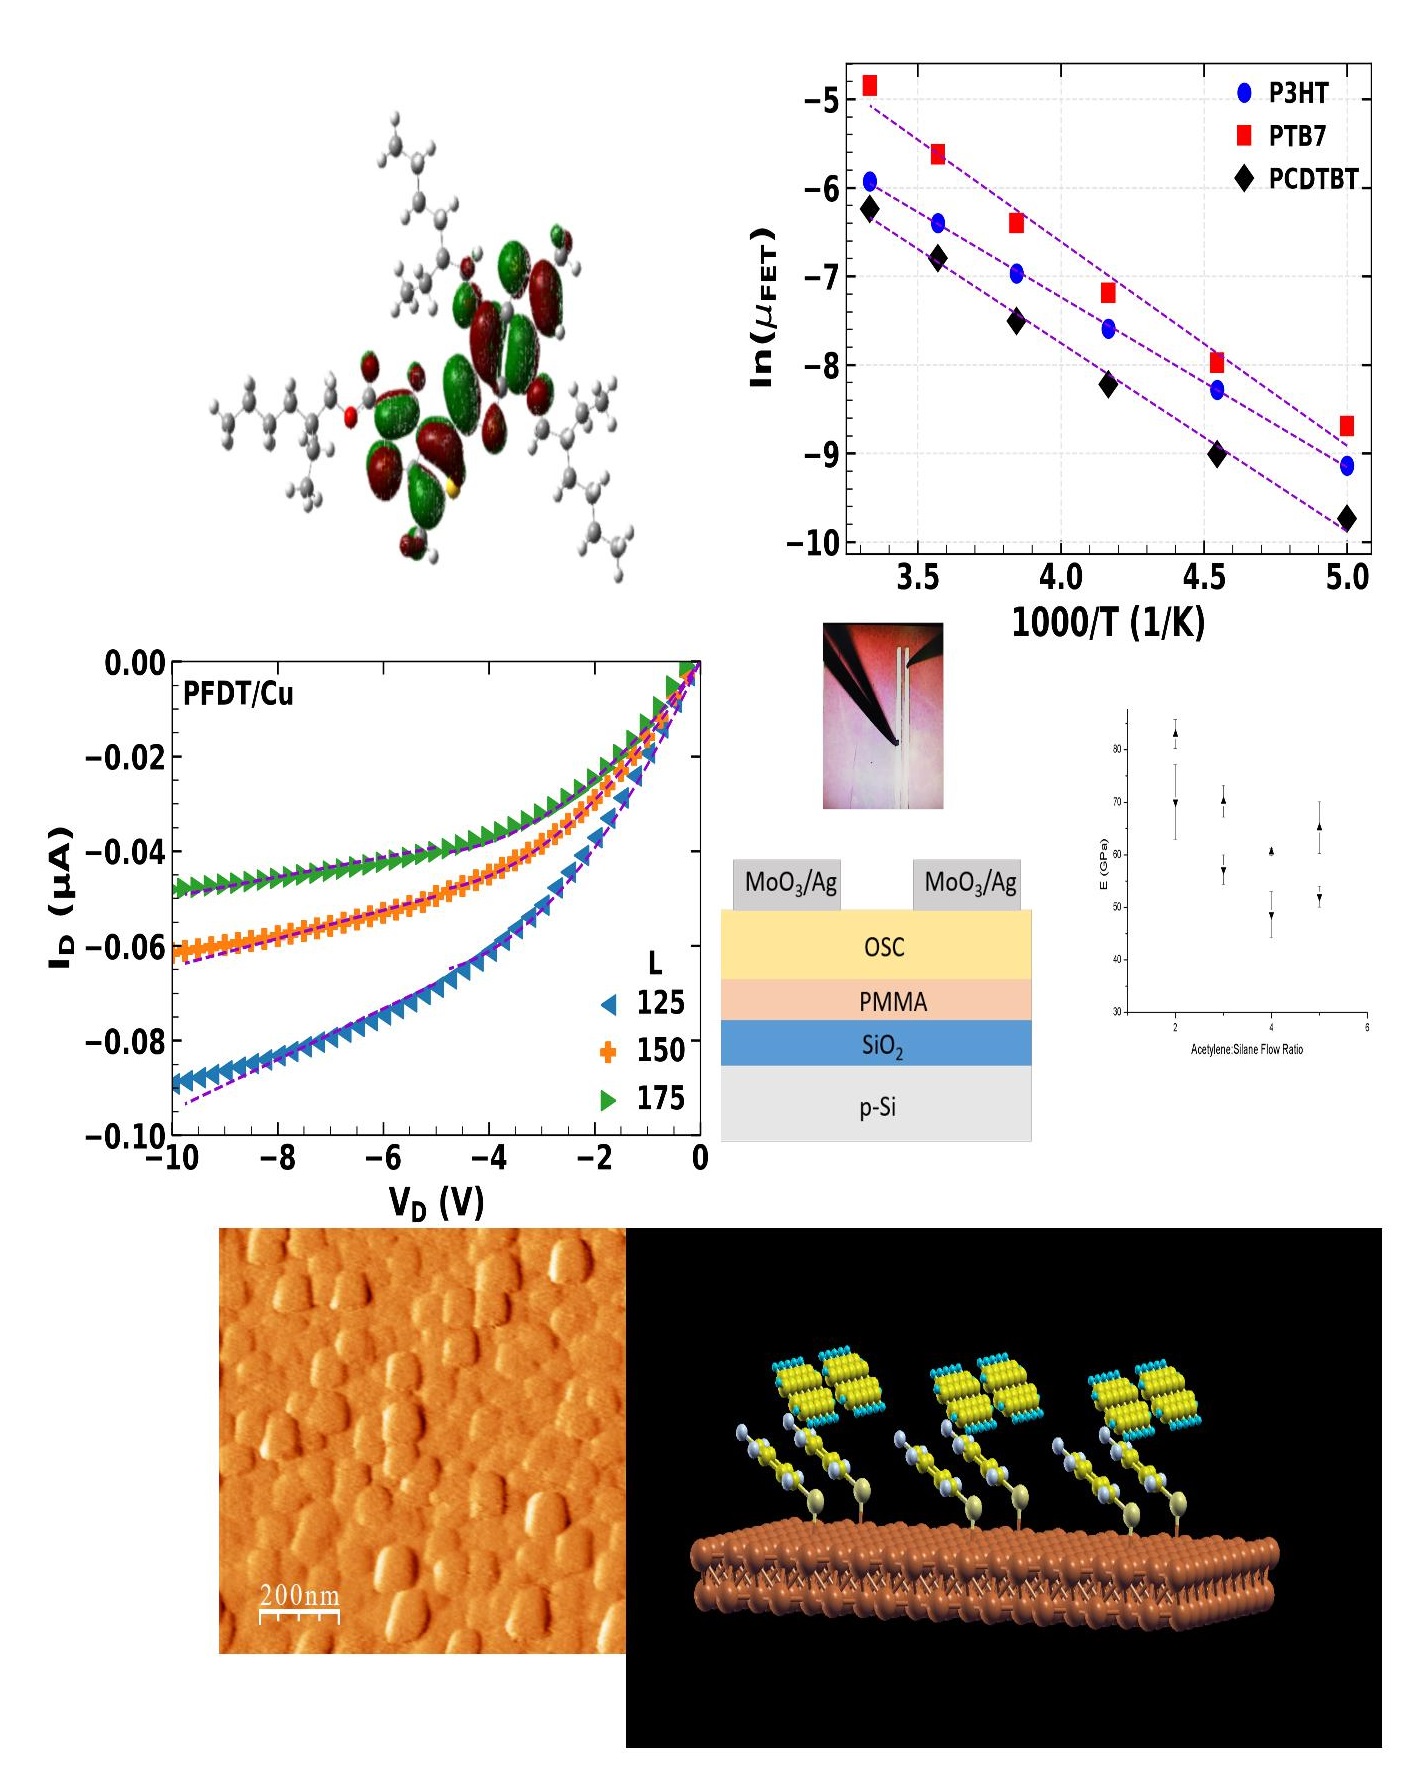 P3HT
PTB7
PCDTBT
−5
−6
−7
−8
−9
−10
ln(μFET)
3.5 4.0 4.5 5.0
1000/T (1/K)
PFDT/Cu
0.00
−0.02
−0.04
−0.06
−0.08
−0.10
ID (μA)
L
125
150
175
−10 −8 −6 −4 −2 0
VD (V)
MoO3/Ag MoO3/Ag
OSC
PMMA
SiO2
p-Si
80
70
60
50
40
30
E (GPa)
2 4 6
Acetylene:Silane Flow Ratio
200nm